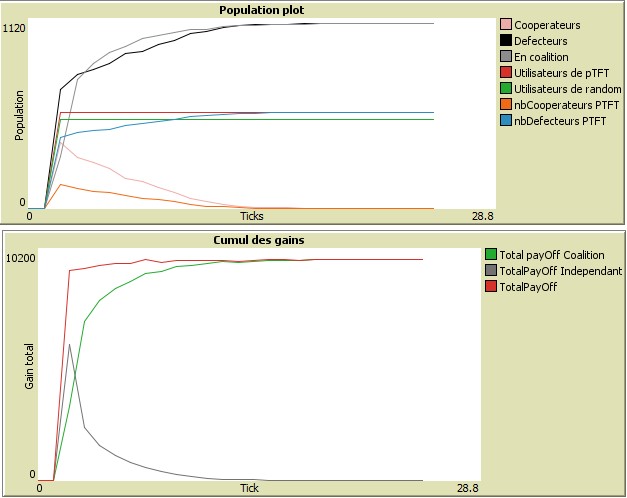 Population plot
1120
Population
0
0
Ticks
28.8
Cooperateurs
Defecteurs
En coalition
Utilisateurs de pTFT
Utilisateurs de random
nbCooperateurs PTFT
nbDefecteurs PTFT
Cumul des gains
10200
Gain total
0
0
Tick
28.8
Total payOff Coalition
TotalPayOff Independant
TotalPayOff